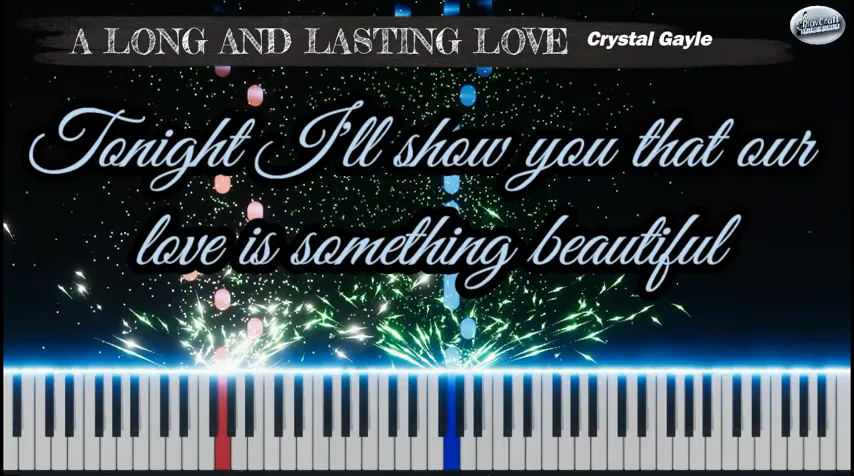 A LONG AND LASTING LOVE Crystal Gayle
Tonight I'll show you that our
love is something beautiful